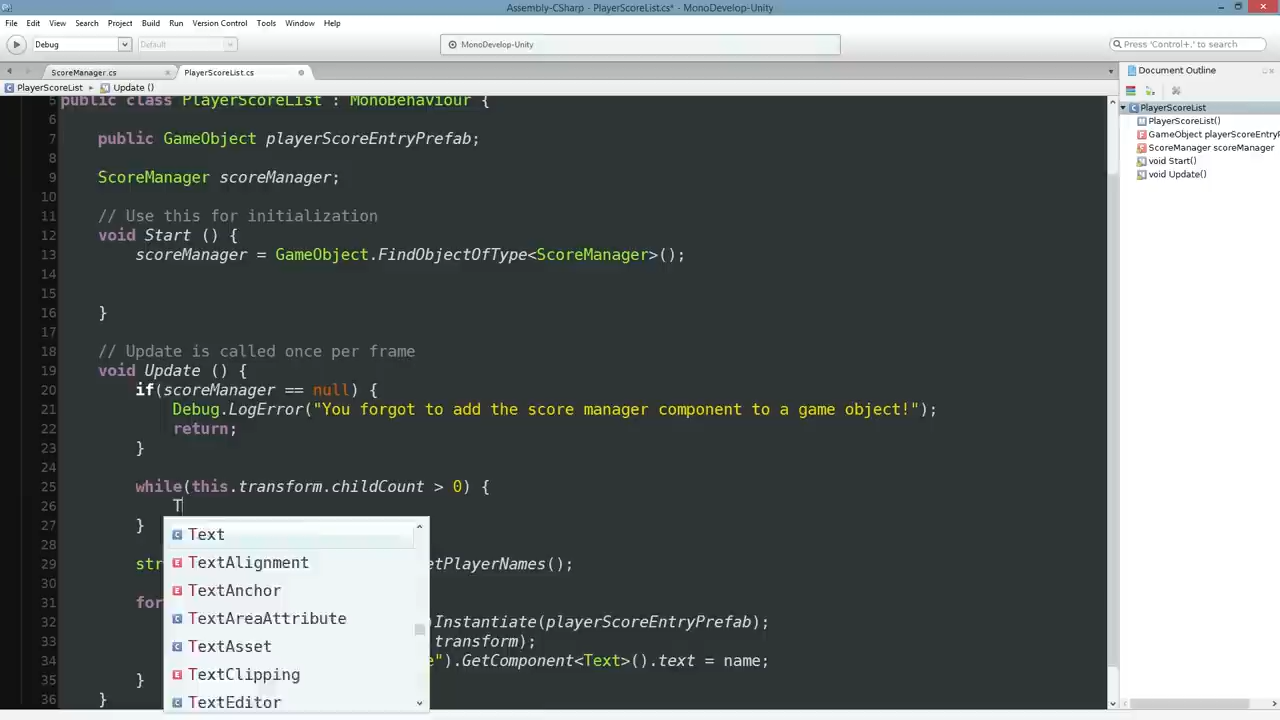 Assembly-CSharp - PlayerScoreList.cs* - MonoDevelop-Unity
File Edit View Search Project Build Run Version Control Tools Window Help
Debug Default MonoDevelop-Unity Press 'Control+,' to search
ScoreManager.cs PlayerScoreList.cs Document Outline
PlayerScoreList Update ()
5 public class PlayerScoreList : MonoBehaviour {
6
7 public GameObject playerScoreEntryPrefab;
8
9 ScoreManager scoreManager;
10
11 // Use this for initialization
12 void Start () {
13 scoreManager = GameObject.FindObjectOfType<ScoreManager>();
14
15
16 }
17
18 // Update is called once per frame
19 void Update () {
20 if(scoreManager == null) {
21 Debug.LogError("You forgot to add the score manager component to a game object!");
22 return;
23 }
24
25 while(this.transform.childCount > 0) {
26 T
27 }
28
29 str etPlayerNames();
30
31 for
32 )Instantiate(playerScoreEntryPrefab);
33 transform);
34 e").GetComponent<Text>().text = name;
35 }
36 }
Text
TextAlignment
TextAnchor
TextAreaAttribute
TextAsset
TextClipping
TextEditor
PlayerScoreList
PlayerScoreList()
GameObject playerScoreEntryP
ScoreManager scoreManager
void Start()
void Update()